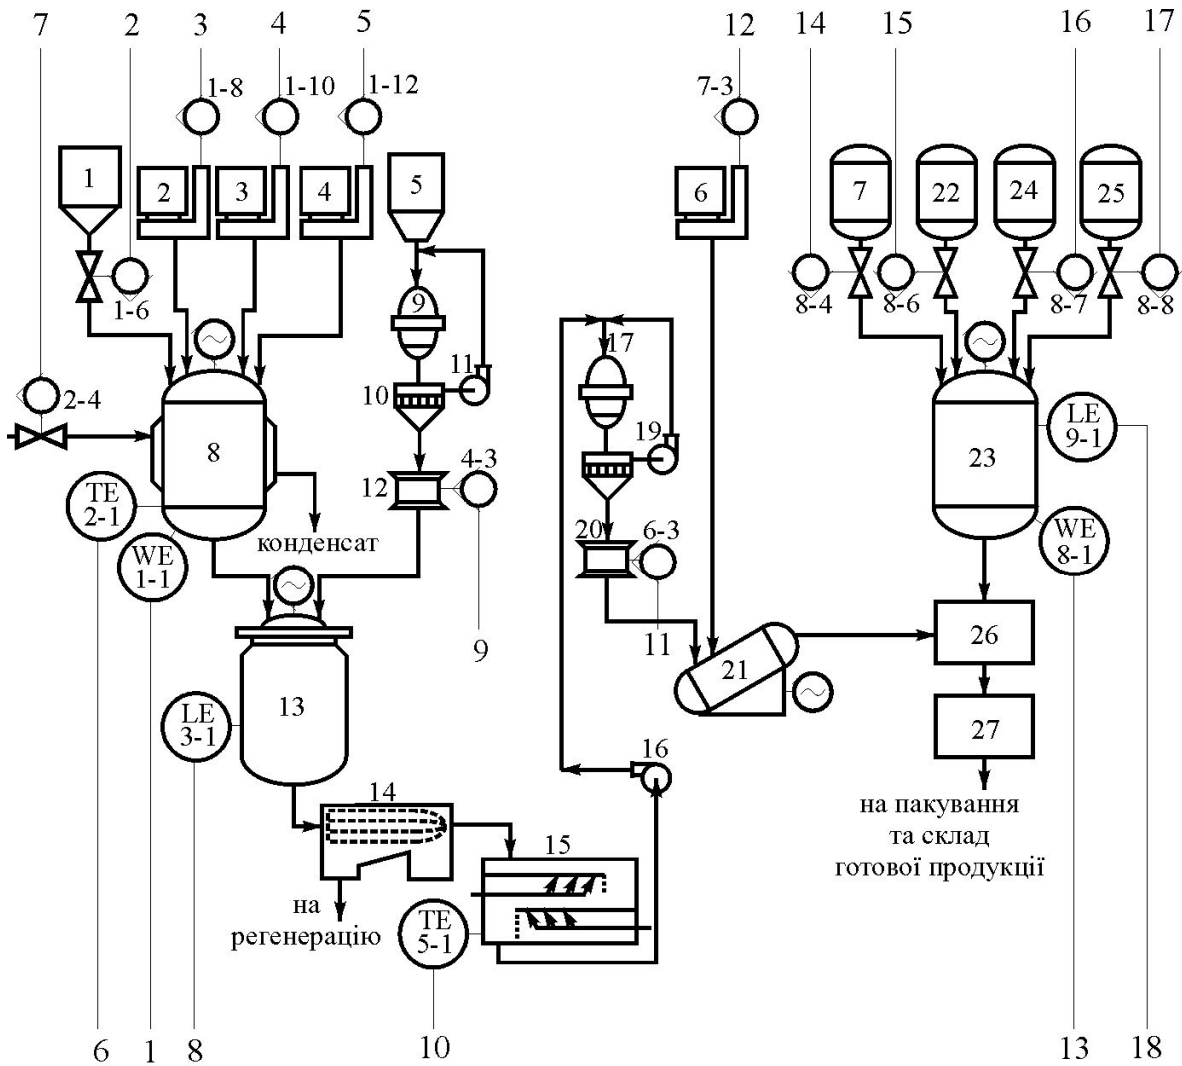 7 2 3 4 5 12 14 15 16 17
1-8 1-10 1-12 7-3
1 2 3 4 5 6 7 22 24 25
1-6 8-4 8-6 8-7 8-8
9 17
2-4 10 11
19
8 23
LE
9-1
4-3
12
TE
2-1
20 6-3
WE
1-1
WE
8-1
конденсат
9 11
21 26
LE
3-1
13
27
16
14
15
на пакування
та склад
готової продукції
на
регенерацію
TE
5-1
6 1 8 10 13 18